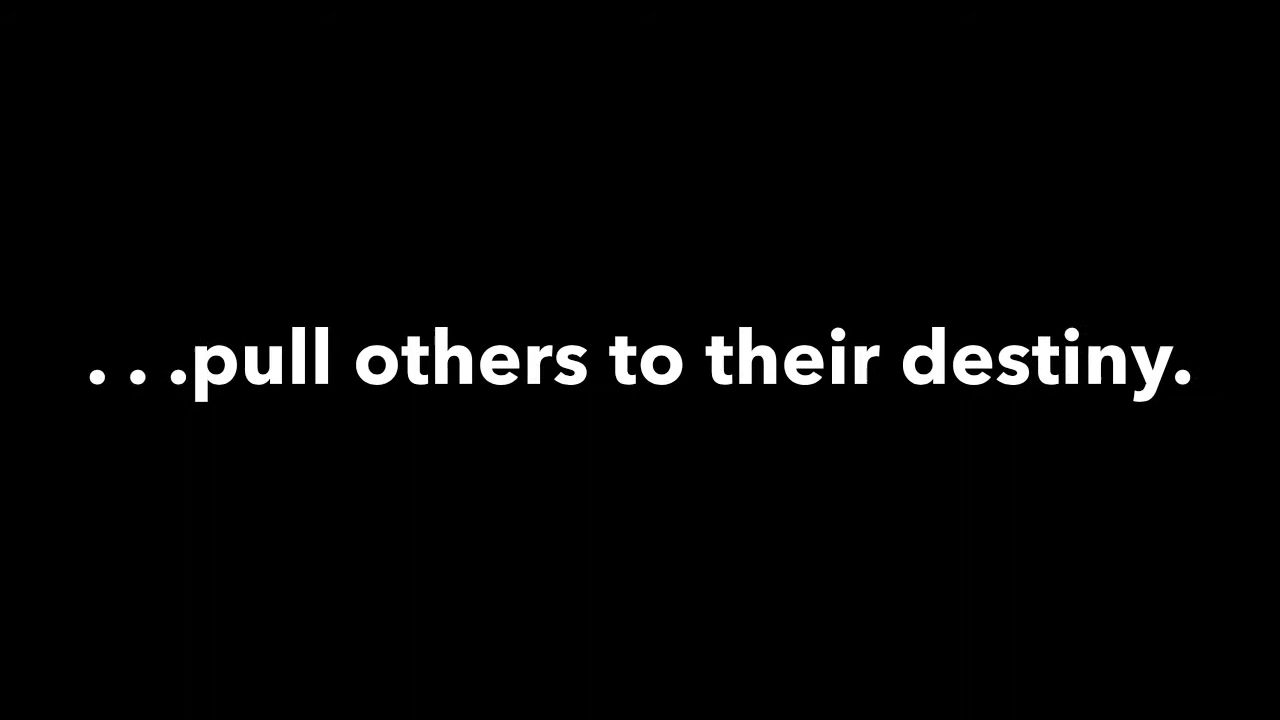 . . .pull others to their destiny.